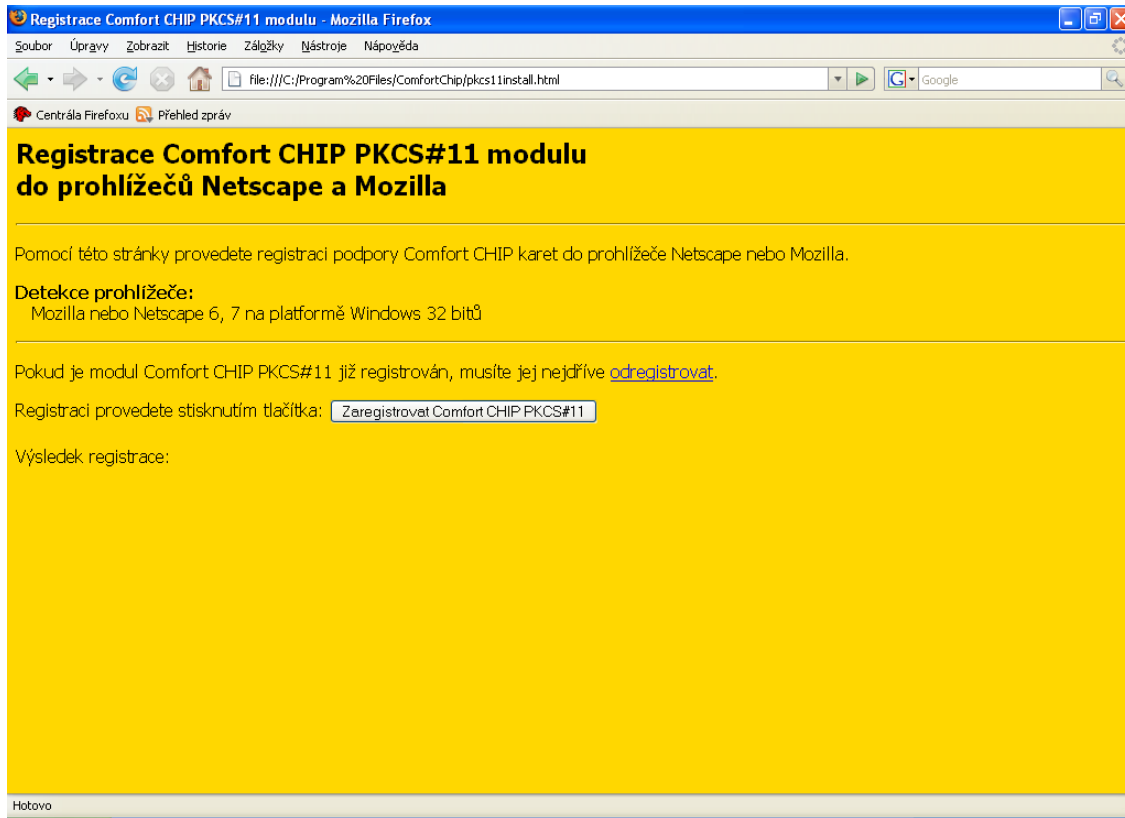 Registrace Comfort CHIP PKCS#11 modulu - Mozilla Firefox
Soubor Úpravy Zobrazit Historie Záložky Nástroje Nápověda
file:///C:/Program%20Files/ComfortChip/pkcs11install.html
G Google
Centrála Firefoxu Přehled zpráv
Registrace Comfort CHIP PKCS#11 modulu
do prohlížečů Netscape a Mozilla
Pomocí této stránky provedete registraci podpory Comfort CHIP karet do prohlížeče Netscape nebo Mozilla.
Detekce prohlížeče:
Mozilla nebo Netscape 6, 7 na platformě Windows 32 bitů
Pokud je modul Comfort CHIP PKCS#11 již registrován, musíte jej nejdříve odregistrovat.
Registraci provedete stisknutím tlačítka: Zaregistrovat Comfort CHIP PKCS#11
Výsledek registrace:
Hotovo